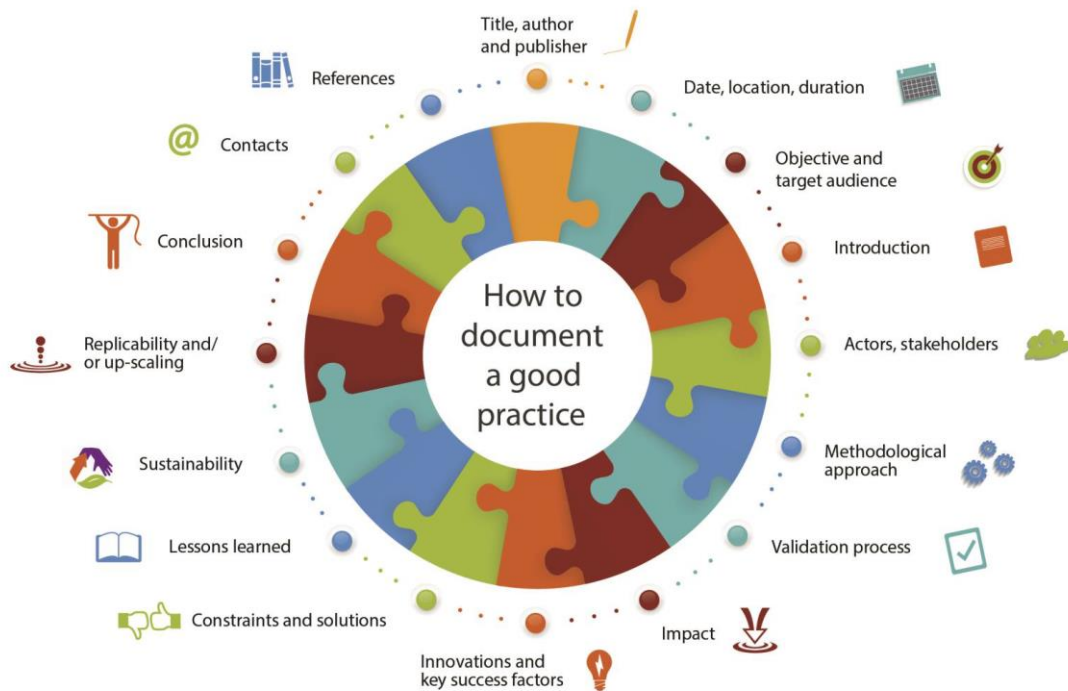 Title, author
and publisher
Date, location, duration
Objective and
target audience
Introduction
Actors, stakeholders
Methodological
approach
Validation process
Impact
Innovations and
key success factors
Constraints and solutions
Lessons learned
Sustainability
Replicability and/
or up-scaling
Conclusion
@
Contacts
References
How to
document
a good
practice